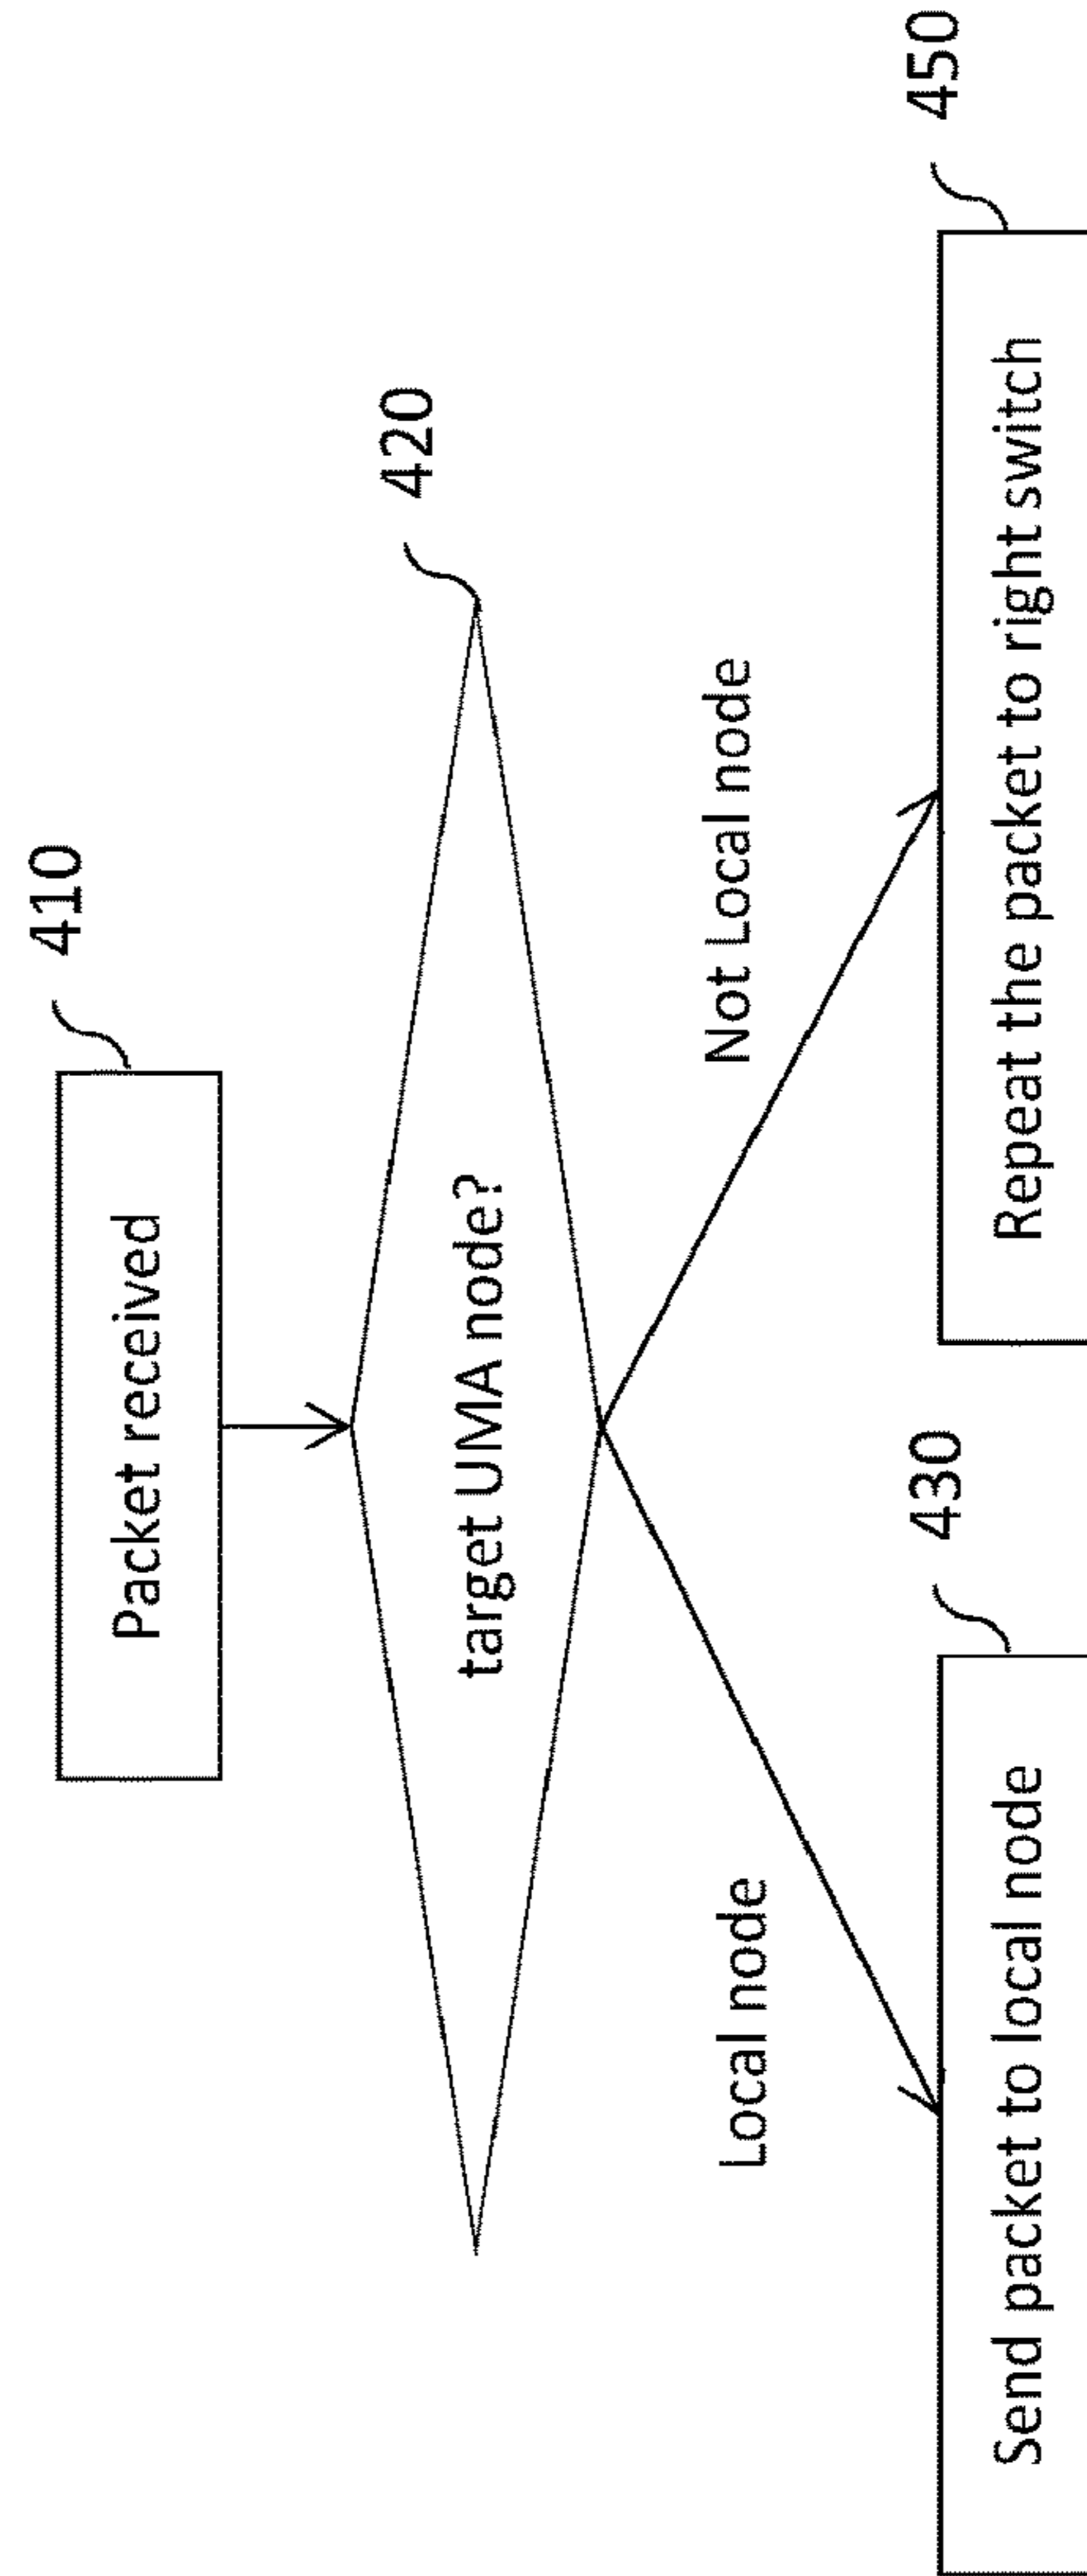 Packet received
410
target UMA node?
420
Local node
Not Local node
Send packet to local node
430
Repeat the packet to right switch
450